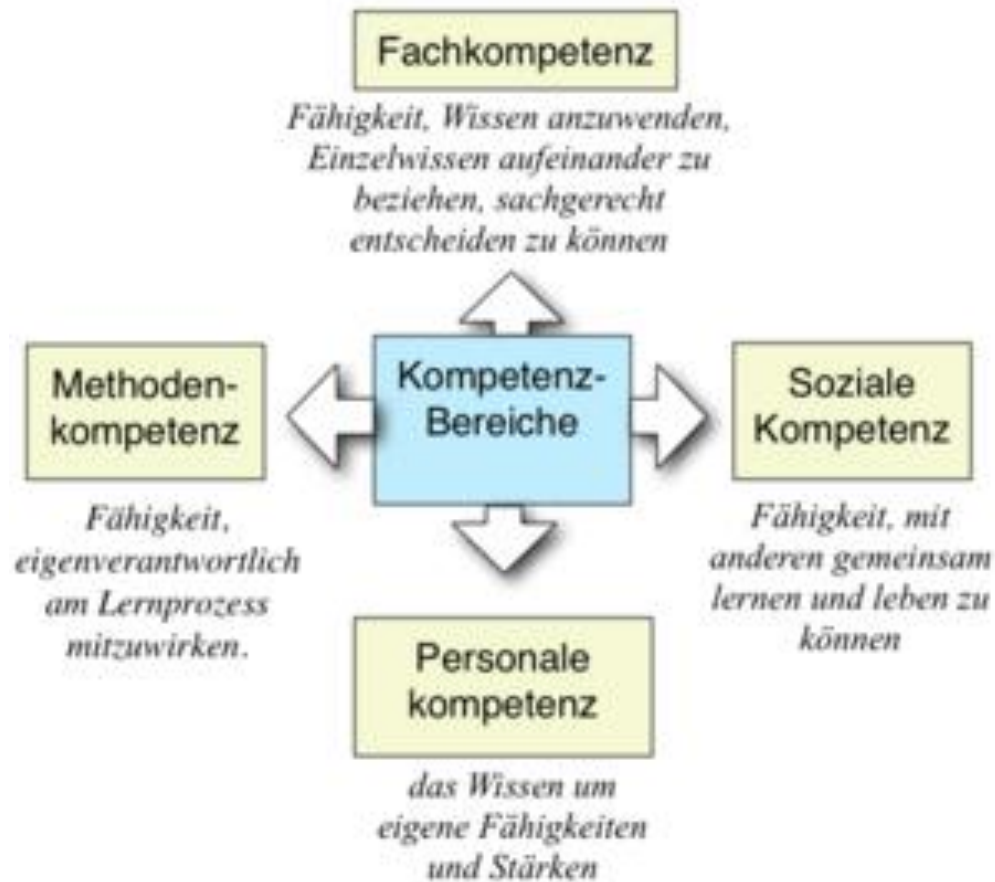 Fachkompetenz
Fähigkeit, Wissen anzuwenden,
Einzelwissen aufeinander zu
beziehen, sachgerecht
entscheiden zu können
Methoden-
kompetenz
Fähigkeit,
eigenverantwortlich
am Lernprozess
mitzuwirken.
Kompetenz-
Bereiche
Soziale
Kompetenz
Fähigkeit, mit
anderen gemeinsam
lernen und leben zu
können
Personale
kompetenz
das Wissen um
eigene Fähigkeiten
und Stärken